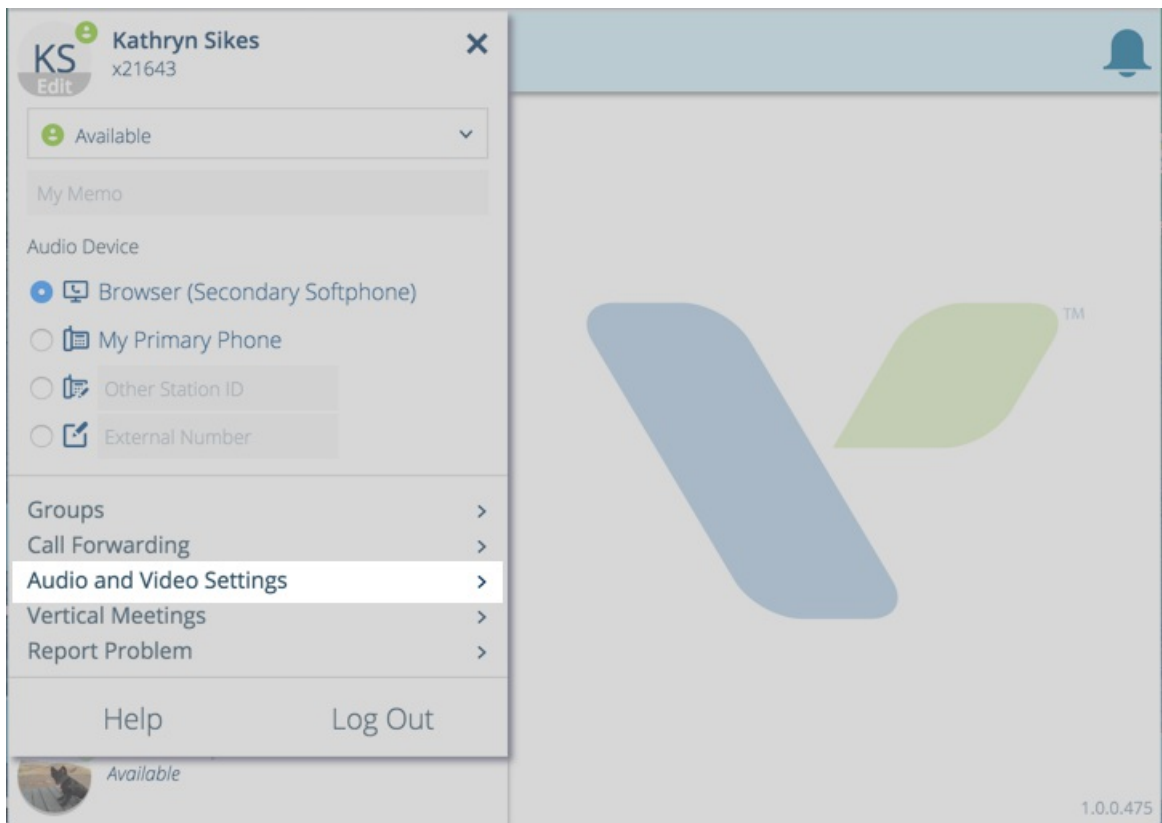 KS
Edit
Kathryn Sikes
x21643
Available
My Memo
Audio Device
Browser (Secondary Softphone)
My Primary Phone
Other Station ID
External Number
Groups
Call Forwarding
Audio and Video Settings
Vertical Meetings
Report Problem
Help Log Out
Available
TM
1.0.0.475